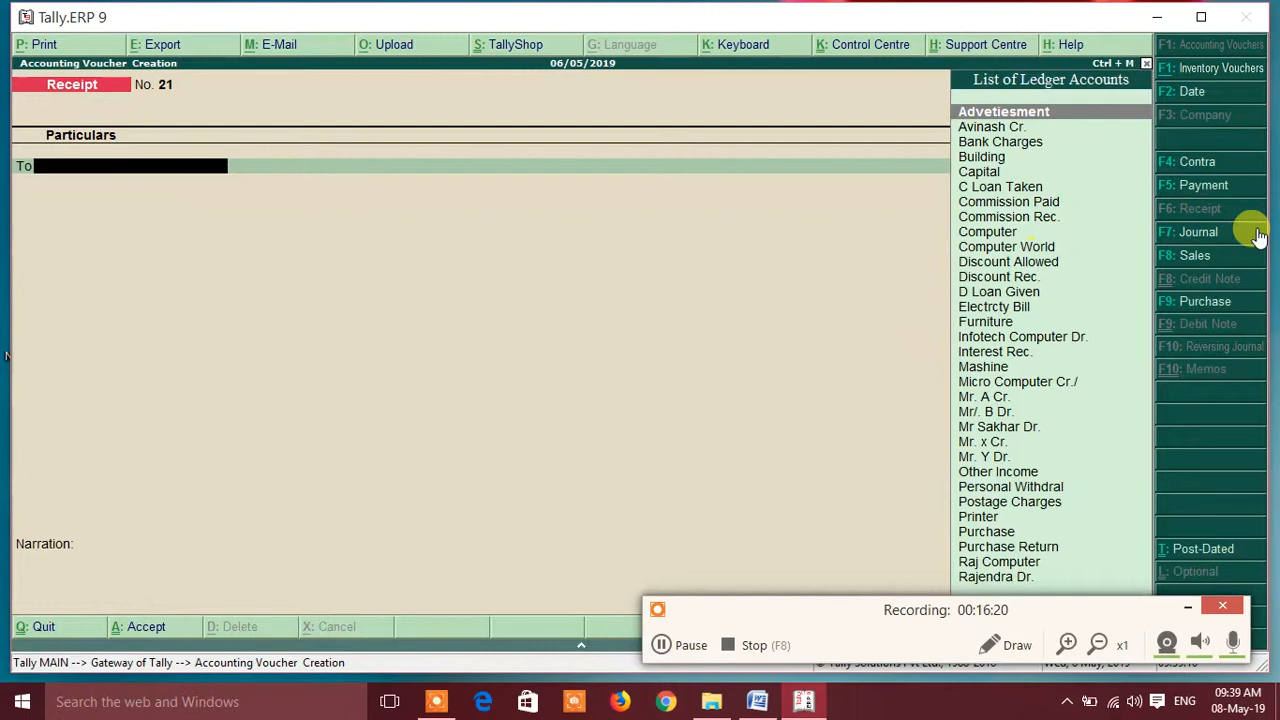 Tally.ERP 9
P: Print
E: Export
M: E-Mail
O: Upload
S: TallyShop
G: Language
K: Keyboard
K: Control Centre
H: Support Centre
H: Help
F1: Accounting Vouchers
Accounting Voucher Creation
06/05/2019
Ctrl + M
F1: Inventory Vouchers
Receipt
No. 21
List of Ledger Accounts
F2: Date
F3: Company
Particulars
To
Advetiesment
Avinash Cr.
Bank Charges
Building
Capital
C Loan Taken
Commission Paid
Commission Rec.
Computer
Computer World
Discount Allowed
Discount Rec.
D Loan Given
Electrcty Bill
Furniture
Infotech Computer Dr.
Interest Rec.
Mashine
Micro Computer Cr./
Mr. A Cr.
Mr/. B Dr.
Mr Sakhar Dr.
Mr. x Cr.
Mr. Y Dr.
Other Income
Personal Withdral
Postage Charges
Printer
Purchase
Purchase Return
Raj Computer
Rajendra Dr.
F4: Contra
F5: Payment
F6: Receipt
F7: Journal
F8: Sales
F8: Credit Note
F9: Purchase
F9: Debit Note
F10: Reversing Journal
F10: Memos
T: Post-Dated
L: Optional
Narration:
Recording: 00:16:20
Pause
Stop (F8)
Draw
x1
Q: Quit
A: Accept
D: Delete
X: Cancel
Tally MAIN --> Gateway of Tally --> Accounting Voucher Creation
Search the web and Windows
ENG
09:39 AM
08-May-19